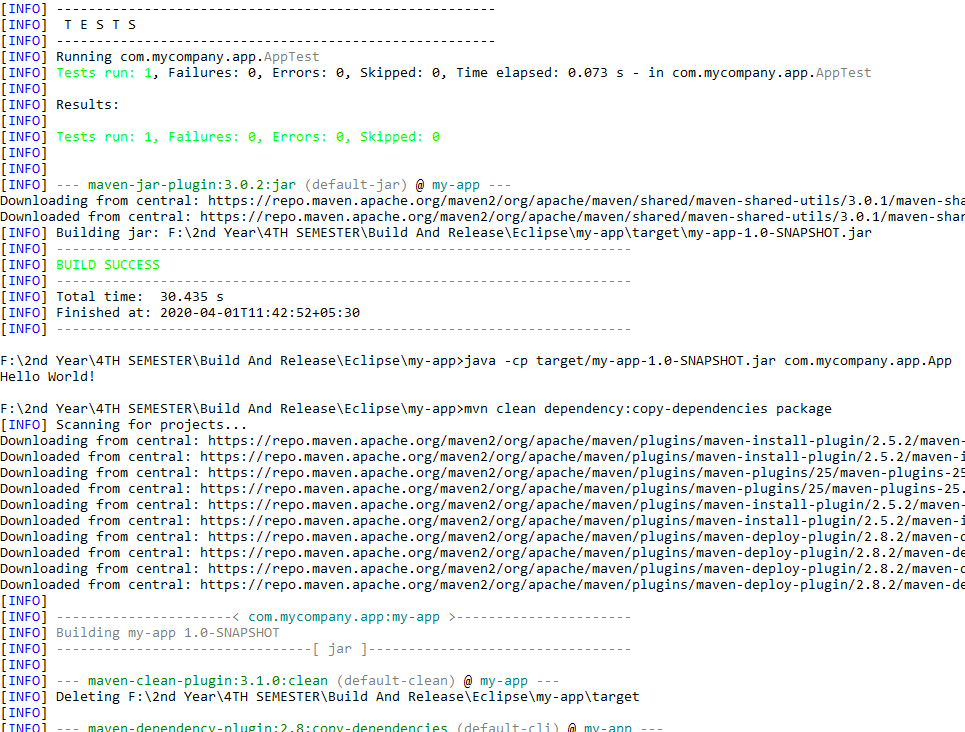 [INFO] -------------------------------------------------------
[INFO]  T E S T S
[INFO] -------------------------------------------------------
[INFO] Running com.mycompany.app.AppTest
[INFO] Tests run: 1, Failures: 0, Errors: 0, Skipped: 0, Time elapsed: 0.073 s - in com.mycompany.app.AppTest
[INFO]
[INFO] Results:
[INFO]
[INFO] Tests run: 1, Failures: 0, Errors: 0, Skipped: 0
[INFO]
[INFO]
[INFO] --- maven-jar-plugin:3.0.2:jar (default-jar) @ my-app ---
Downloading from central: https://repo.maven.apache.org/maven2/org/apache/maven/shared/maven-shared-utils/3.0.1/maven-sha
Downloaded from central: https://repo.maven.apache.org/maven2/org/apache/maven/shared/maven-shared-utils/3.0.1/maven-shar
[INFO] Building jar: F:\2nd Year\4TH SEMESTER\Build And Release\Eclipse\my-app\target\my-app-1.0-SNAPSHOT.jar
[INFO] ------------------------------------------------------------------------
[INFO] BUILD SUCCESS
[INFO] ------------------------------------------------------------------------
[INFO] Total time:  30.435 s
[INFO] Finished at: 2020-04-01T11:42:52+05:30
[INFO] ------------------------------------------------------------------------
F:\2nd Year\4TH SEMESTER\Build And Release\Eclipse\my-app>java -cp target/my-app-1.0-SNAPSHOT.jar com.mycompany.app.App
Hello World!
F:\2nd Year\4TH SEMESTER\Build And Release\Eclipse\my-app>mvn clean dependency:copy-dependencies package
[INFO] Scanning for projects...
Downloading from central: https://repo.maven.apache.org/maven2/org/apache/maven/plugins/maven-install-plugin/2.5.2/maven-
Downloaded from central: https://repo.maven.apache.org/maven2/org/apache/maven/plugins/maven-install-plugin/2.5.2/maven-i
Downloading from central: https://repo.maven.apache.org/maven2/org/apache/maven/plugins/maven-plugins/25/maven-plugins-25
Downloaded from central: https://repo.maven.apache.org/maven2/org/apache/maven/plugins/maven-plugins/25/maven-plugins-25.
Downloading from central: https://repo.maven.apache.org/maven2/org/apache/maven/plugins/maven-install-plugin/2.5.2/maven-
Downloaded from central: https://repo.maven.apache.org/maven2/org/apache/maven/plugins/maven-install-plugin/2.5.2/maven-i
Downloading from central: https://repo.maven.apache.org/maven2/org/apache/maven/plugins/maven-deploy-plugin/2.8.2/maven-d
Downloaded from central: https://repo.maven.apache.org/maven2/org/apache/maven/plugins/maven-deploy-plugin/2.8.2/maven-de
Downloading from central: https://repo.maven.apache.org/maven2/org/apache/maven/plugins/maven-deploy-plugin/2.8.2/maven-d
Downloaded from central: https://repo.maven.apache.org/maven2/org/apache/maven/plugins/maven-deploy-plugin/2.8.2/maven-de
[INFO]
[INFO] ----------------------< com.mycompany.app:my-app >----------------------
[INFO] Building my-app 1.0-SNAPSHOT
[INFO] --------------------------------[ jar ]---------------------------------
[INFO]
[INFO] --- maven-clean-plugin:3.1.0:clean (default-clean) @ my-app ---
[INFO] Deleting F:\2nd Year\4TH SEMESTER\Build And Release\Eclipse\my-app\target
[INFO]
[INFO] --- maven-dependency-plugin:2.8:copy-dependencies (default-cli) @ my-app ---